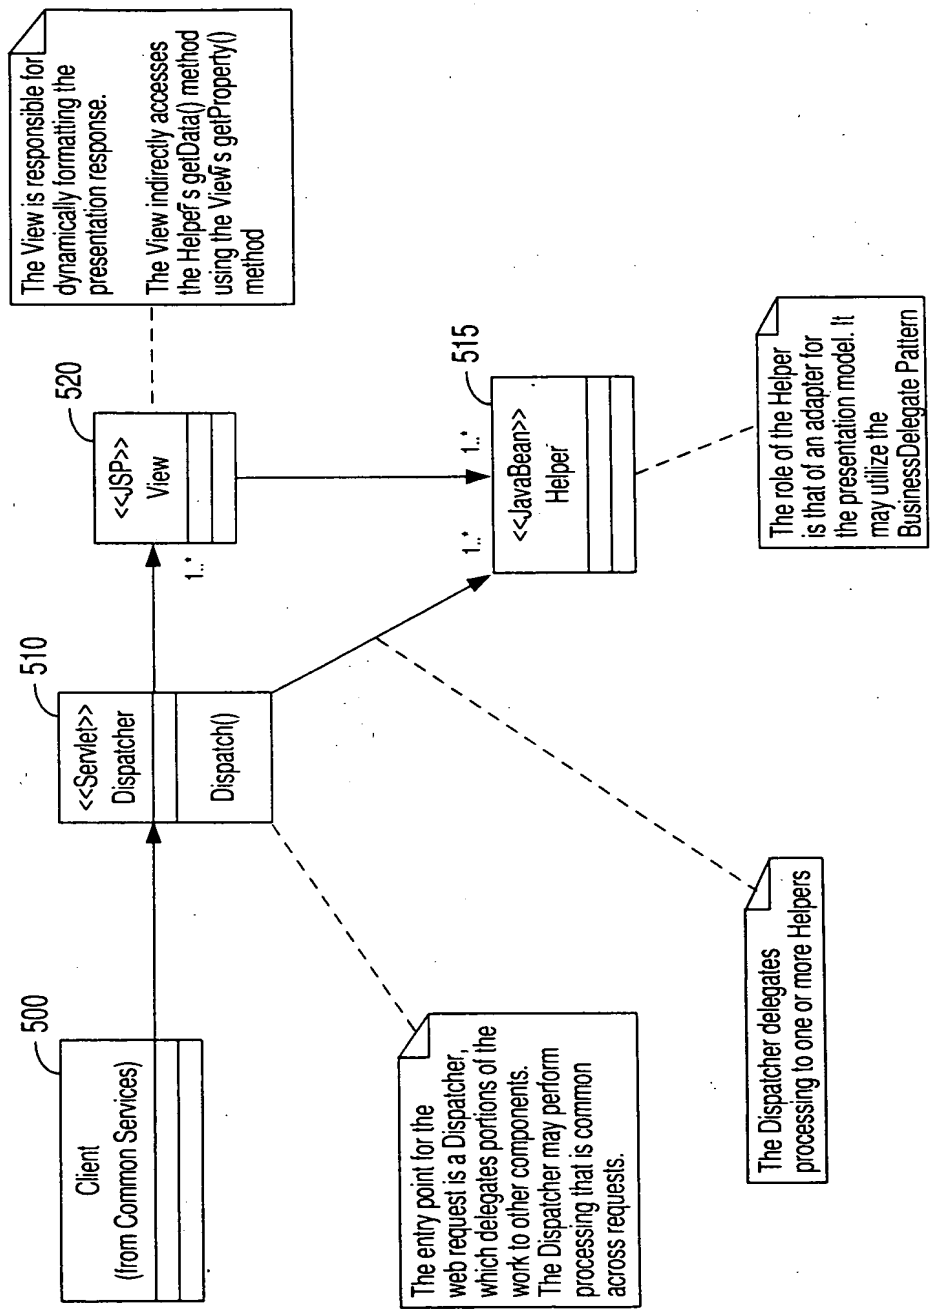 500
Client
(from Common Services)
510
<<Servlet>>
Dispatcher
Dispatch()
520
<<JSP>>
View
1..*
515
<<JavaBean>>
Helper
1..*
1..*
The View is responsible for
dynamically formatting the
presentation response.
The View indirectly accesses
the Helper's getData() method
using the View's getProperty()
method
The entry point for the
web request is a Dispatcher,
which delegates portions of the
work to other components.
The Dispatcher may perform
processing that is common
across requests.
The Dispatcher delegates
processing to one or more Helpers
The role of the Helper
is that of an adapter for
the presentation model. It
may utilize the
BusinessDelegate Pattern